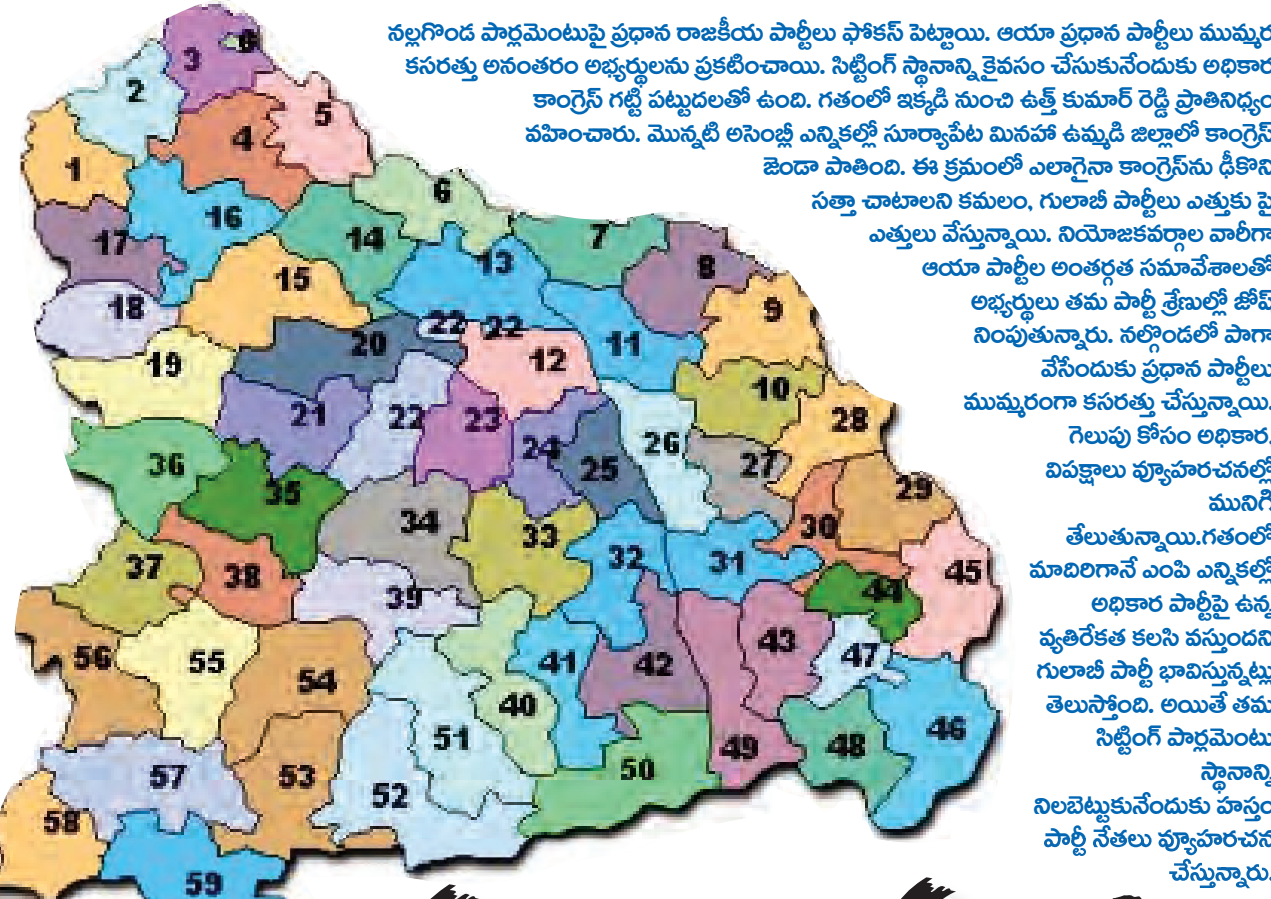 నల్లగొండ పార్లమెంటుపై ప్రధాన రాజకీయ పార్టీలు ఫోకస్ పెట్టాయి. ఆయా ప్రధాన పార్టీలు ముమ్మర
కసరత్తు అనంతరం అభ్యర్థులను ప్రకటించాయి. సిట్టింగ్ స్థానాన్ని కైవసం చేసుకునేందుకు అధికార
కాంగ్రెస్ గట్టి పట్టుదలతో ఉంది. గతంలో ఇక్కడి నుంచి ఉత్త్ కుమార్ రెడ్డి ప్రాతినిధ్యం
వహించారు. మొన్నటి అసెంబ్లీ ఎన్నికల్లో సూర్యాపేట మినహా ఉమ్మడి జిల్లాలో కాంగ్రెస్
జెండా పాతింది. ఈ క్రమంలో ఎలాగైనా కాంగ్రెస్‌ను ఢీకొని
సత్తా చాటాలని కమలం, గులాబీ పార్టీలు ఎత్తుకు పై
ఎత్తులు వేస్తున్నాయి. నియోజకవర్గాల వారీగా
ఆయా పార్టీల అంతర్గత సమావేశాలతో
అభ్యర్థులు తమ పార్టీ శ్రేణుల్లో జోష్
నింపుతున్నారు. నల్గొండలో పాగా
వేసేందుకు ప్రధాన పార్టీలు
ముమ్మరంగా కసరత్తు చేస్తున్నాయి.
గెలుపు కోసం అధికార,
విపక్షాలు వ్యూహరచనల్లో
మునిగి
తేలుతున్నాయి.గతంలో
మాదిరిగానే ఎంపి ఎన్నికల్లో
అధికార పార్టీపై ఉన్న
వ్యతిరేకత కలసి వస్తుందని
గులాబీ పార్టీ భావిస్తున్నట్లు
తెలుస్తోంది. అయితే తమ
సిట్టింగ్ పార్లమెంటు
స్థానాన్ని
నిలబెట్టుకునేందుకు హస్తం
పార్టీ నేతలు వ్యూహరచన
చేస్తున్నారు.
3 6
2
5
4
1
6
16
17
14
7
13
8
15
18
9
22 22
20
11
19
12
10
21
22
23
28
24
26
36
25
27
35
29
34
33
30
32
31
37
38
45
39
44
43
56
55
41
42
47
54
40
51
46
49
48
57
53
50
52
58
59